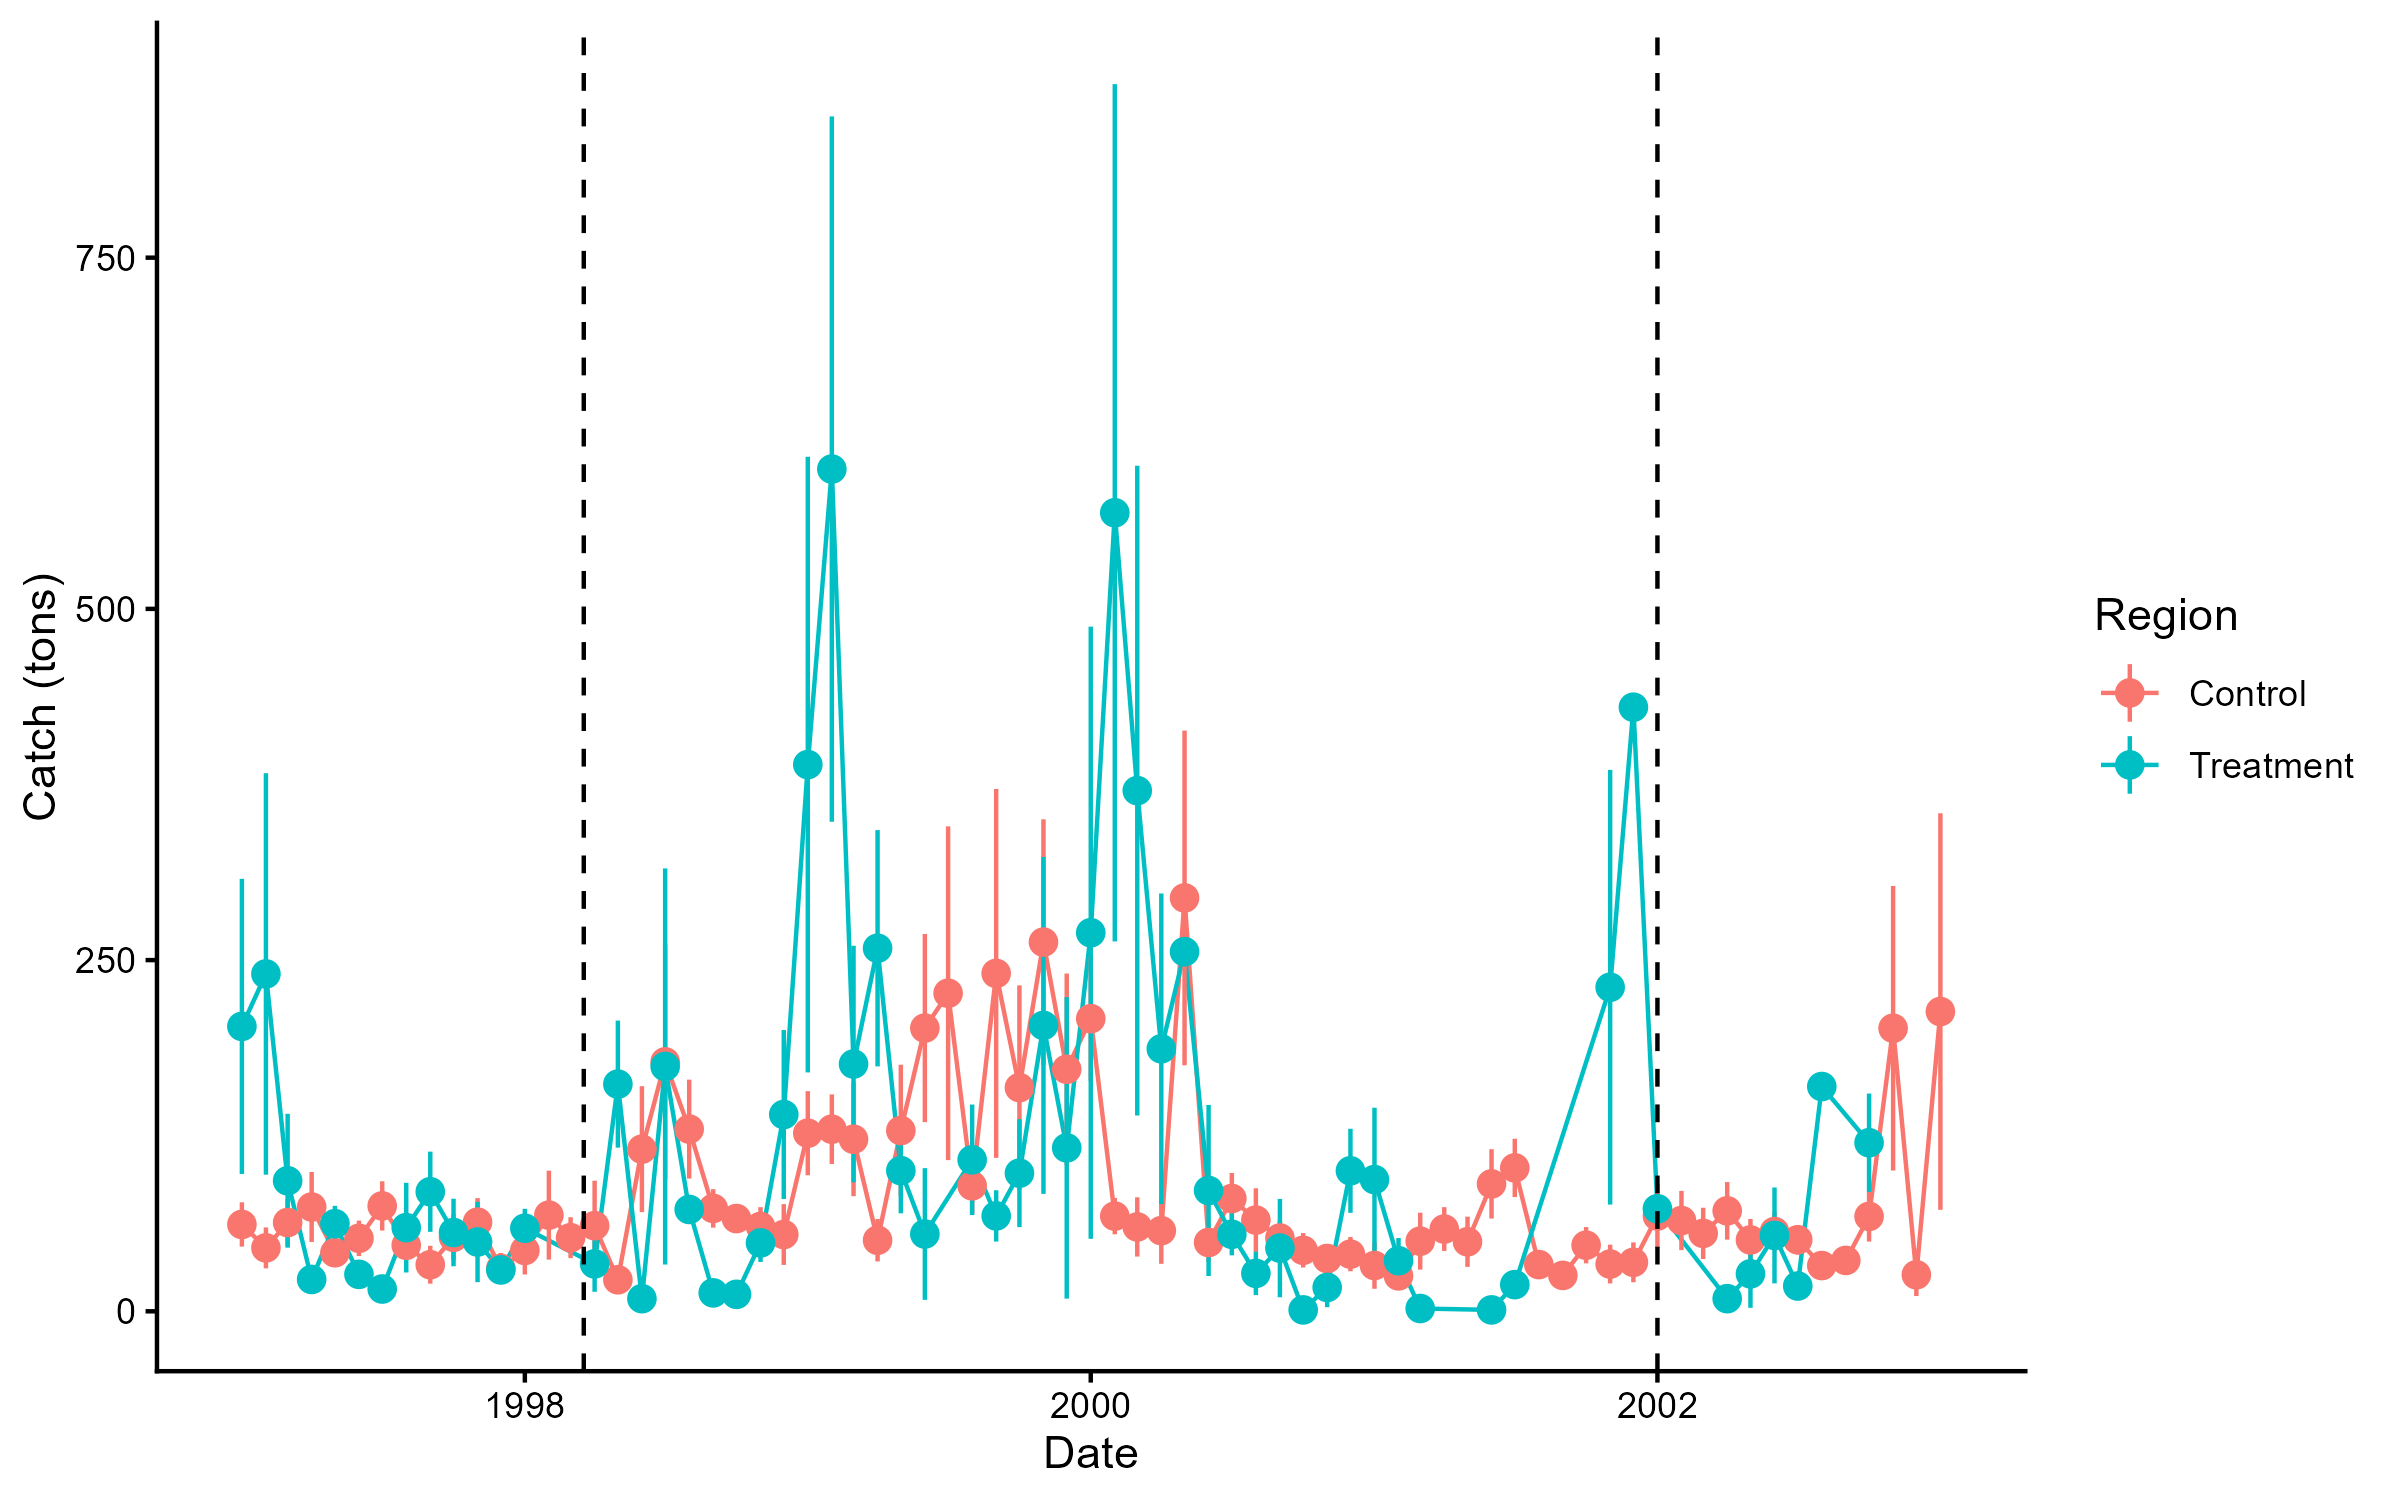 750
500
250
0
Catch (tons)
1998
2000
2002
Date
Region
Control
Treatment